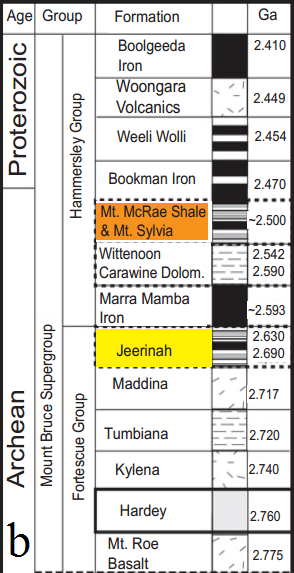 Age Group Formation Ga
Proterozoic
Archean
Mount Bruce Supergroup
Hammersley Group
Fortescue Group
Boolgeeda
Iron
2.410
Woongara
Volcanics
2.449
Weeli Wolli
2.454
Bookman Iron
2.470
Mt. McRae Shale
& Mt. Sylvia
~2.500
Wittenoon
Carawine Dolom.
2.542
2.590
Marra Mamba
Iron
~2.593
Jeerinah
2.630
2.690
Maddina
2.717
Tumbiana
2.720
Kylena
2.740
Hardey
2.760
Mt. Roe
Basalt
2.775
b